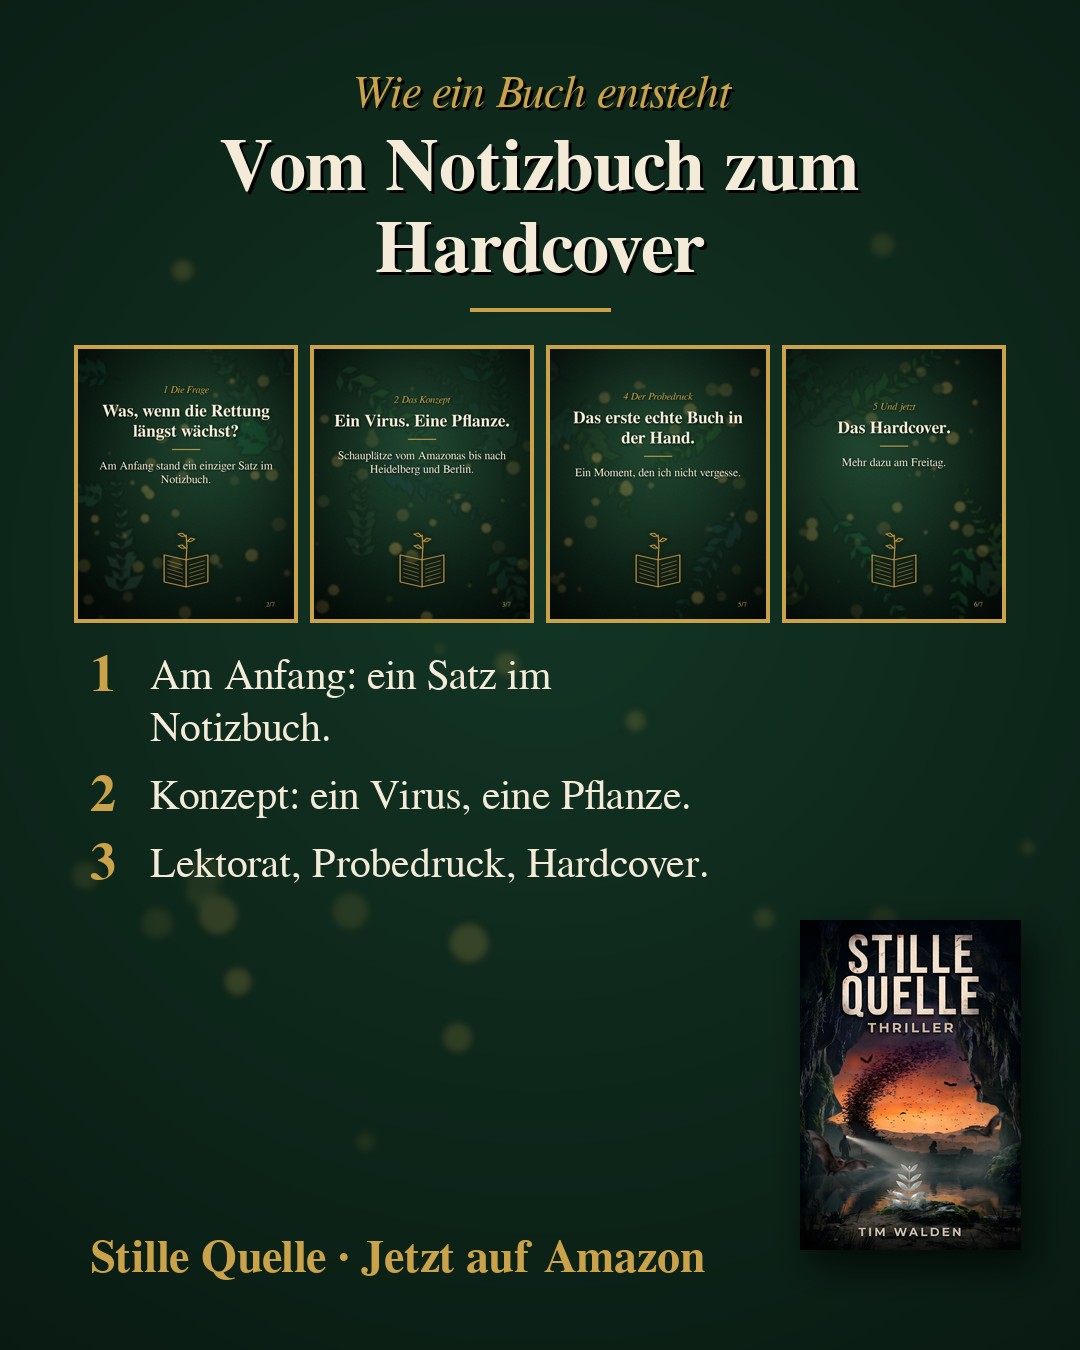 Wie ein Buch entsteht
Vom Notizbuch zum
Hardcover
1 Die Frage
Was, wenn die Rettung
längst wächst?
Am Anfang stand ein einziger Satz im
Notizbuch.
2/7
2 Das Konzept
Ein Virus. Eine Pflanze.
Schauplätze vom Amazonas bis nach
Heidelberg und Berlin.
3/7
4 Der Probedruck
Das erste echte Buch in
der Hand.
Ein Moment, den ich nicht vergesse.
5/7
5 Und jetzt
Das Hardcover.
Mehr dazu am Freitag.
6/7
1 Am Anfang: ein Satz im
Notizbuch.
2 Konzept: ein Virus, eine Pflanze.
3 Lektorat, Probedruck, Hardcover.
STILLE
QUELLE
THRILLER
TIM WALDEN
Stille Quelle · Jetzt auf Amazon